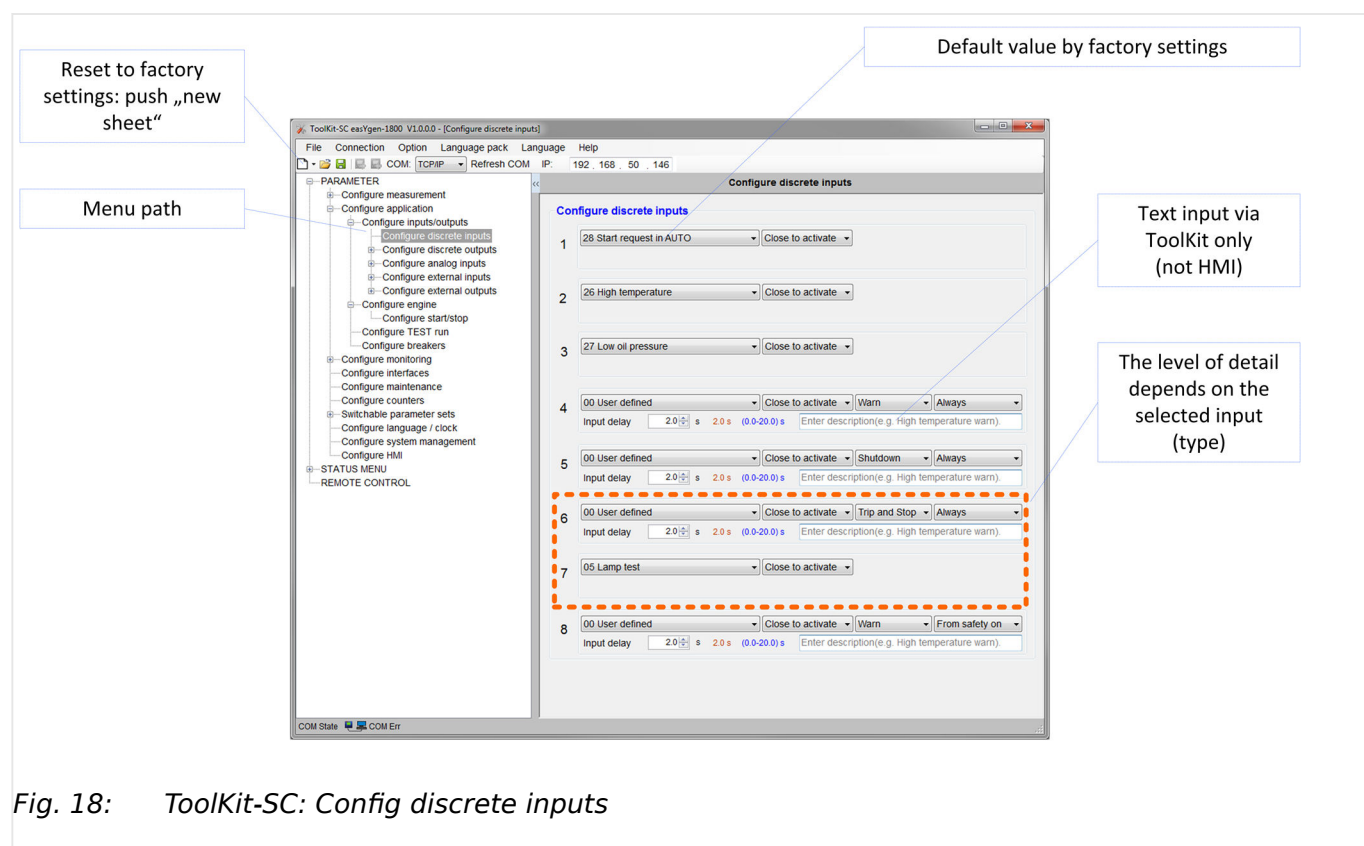 Default value by factory settings
Reset to factory
settings: push „new
sheet“
Menu path
ToolKit-SC easYgen-1800 V1.0.0.0 - [Configure discrete inputs]
File Connection Option Language pack Language Help
COM: TCP/IP Refresh COM IP: 192 . 168 . 50 . 146
PARAMETER
Configure measurement
Configure application
Configure inputs/outputs
Configure discrete inputs
Configure discrete outputs
Configure analog inputs
Configure external inputs
Configure external outputs
Configure engine
Configure start/stop
Configure TEST run
Configure breakers
Configure monitoring
Configure interfaces
Configure maintenance
Configure counters
Switchable parameter sets
Configure language / clock
Configure system management
Configure HMI
STATUS MENU
REMOTE CONTROL
Configure discrete inputs
Configure discrete inputs
1 28 Start request in AUTO Close to activate
2 26 High temperature Close to activate
3 27 Low oil pressure Close to activate
4 00 User defined Close to activate Warn Always
Input delay 2.0 s 2.0 s (0.0-20.0) s Enter description(e.g. High temperature warn).
5 00 User defined Close to activate Shutdown Always
Input delay 2.0 s 2.0 s (0.0-20.0) s Enter description(e.g. High temperature warn).
6 00 User defined Close to activate Trip and Stop Always
Input delay 2.0 s 2.0 s (0.0-20.0) s Enter description(e.g. High temperature warn).
7 05 Lamp test Close to activate
8 00 User defined Close to activate Warn From safety on
Input delay 2.0 s 2.0 s (0.0-20.0) s Enter description(e.g. High temperature warn).
COM State COM Err
Text input via
ToolKit only
(not HMI)
The level of detail
depends on the
selected input
(type)
Fig. 18: ToolKit-SC: Config discrete inputs